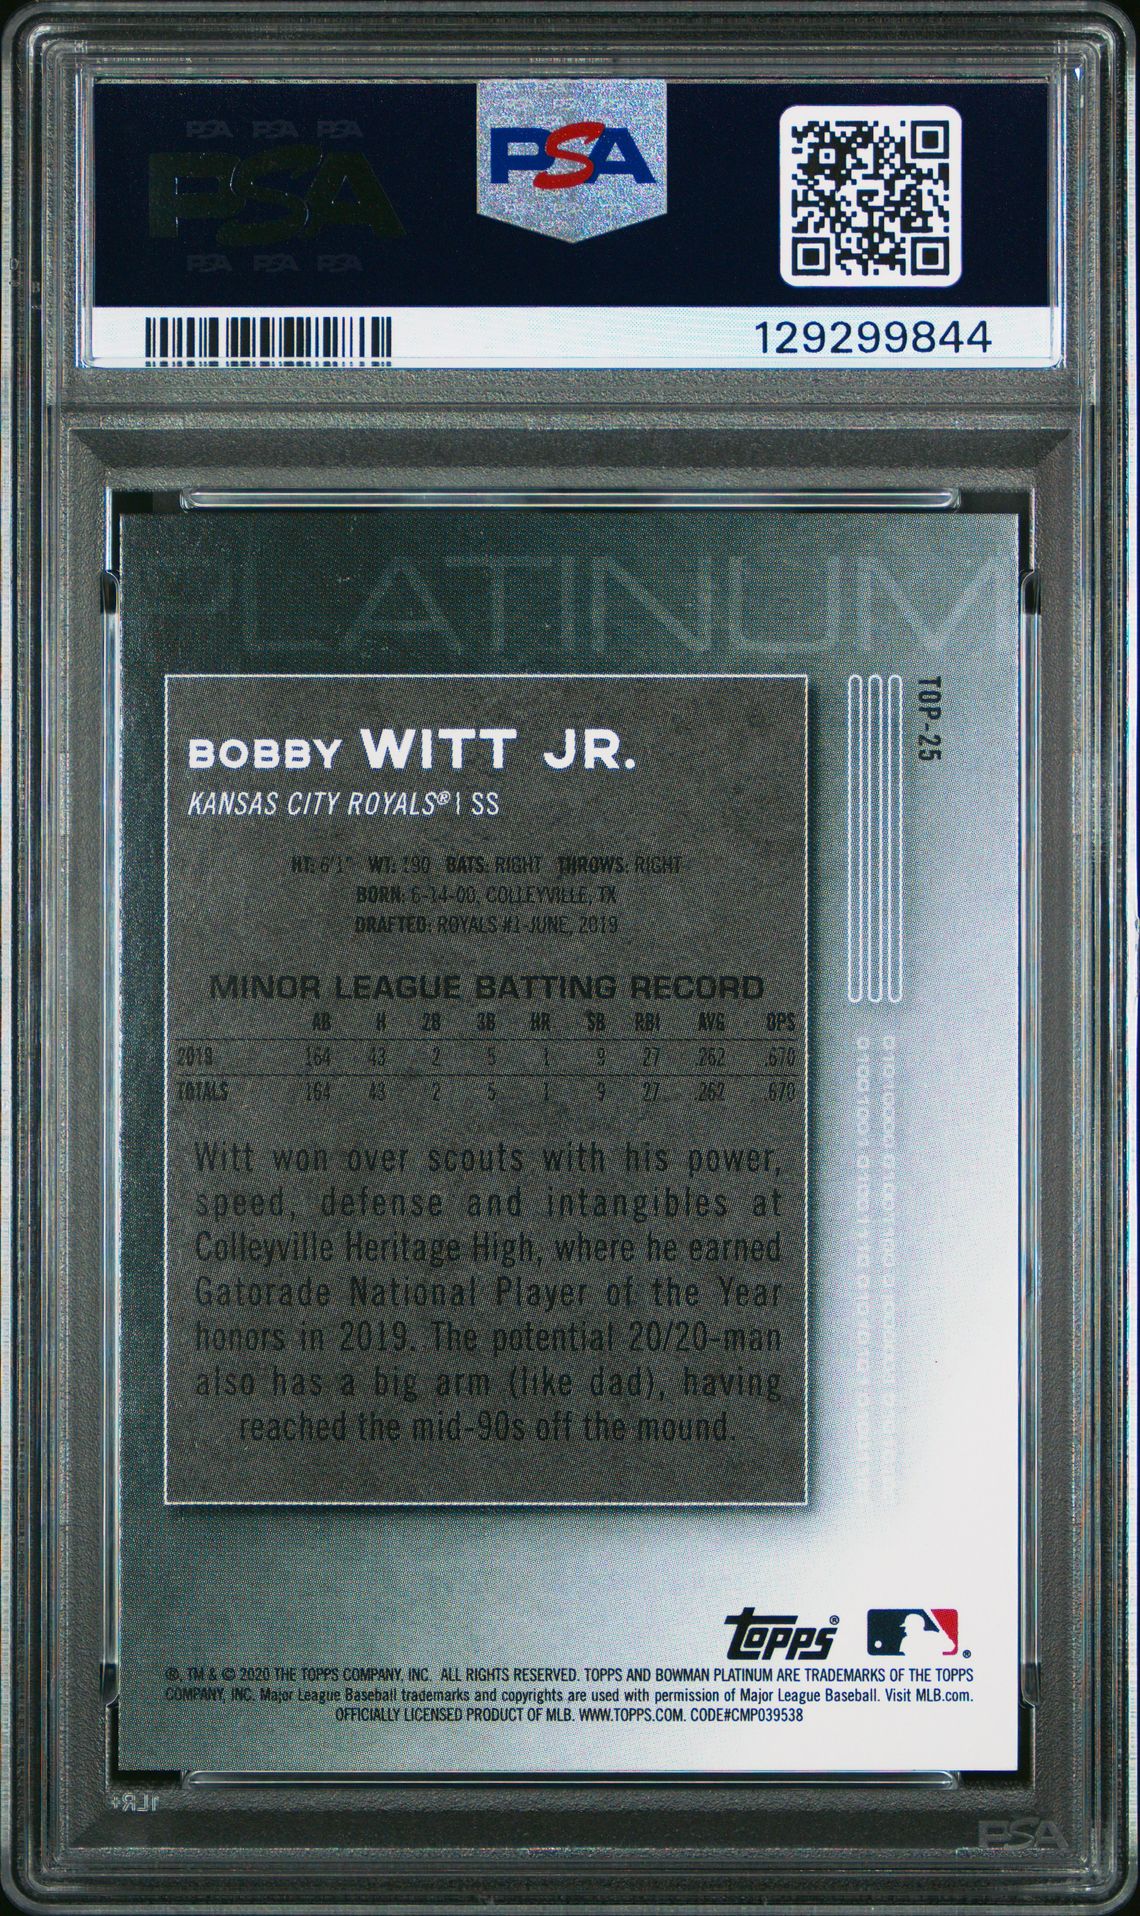 PSA PSA PSA
PSA
PSA PSA PSA
PSA
129299844
PLATINUM
TOP-25
BOBBY WITT JR.
KANSAS CITY ROYALS® | SS
HT: 6'1" WT: 190 BATS: RIGHT THROWS: RIGHT
BORN: 6-14-00, COLLEYVILLE, TX
DRAFTED: ROYALS #1-JUNE, 2019
MINOR LEAGUE BATTING RECORD
AB H 2B 3B HR SB RBI AVG OPS
2019 164 43 2 5 1 9 27 .262 .670
TOTALS 164 43 2 5 1 9 27 .262 .670
Witt won over scouts with his power,
speed, defense and intangibles at
Colleyville Heritage High, where he earned
Gatorade National Player of the Year
honors in 2019. The potential 20/20-man
also has a big arm (like dad), having
reached the mid-90s off the mound.
topps®
®, TM & © 2020 THE TOPPS COMPANY, INC. ALL RIGHTS RESERVED. TOPPS AND BOWMAN PLATINUM ARE TRADEMARKS OF THE TOPPS
COMPANY, INC. Major League Baseball trademarks and copyrights are used with permission of Major League Baseball. Visit MLB.com.
OFFICIALLY LICENSED PRODUCT OF MLB. WWW.TOPPS.COM. CODE#CMP039538
PSA